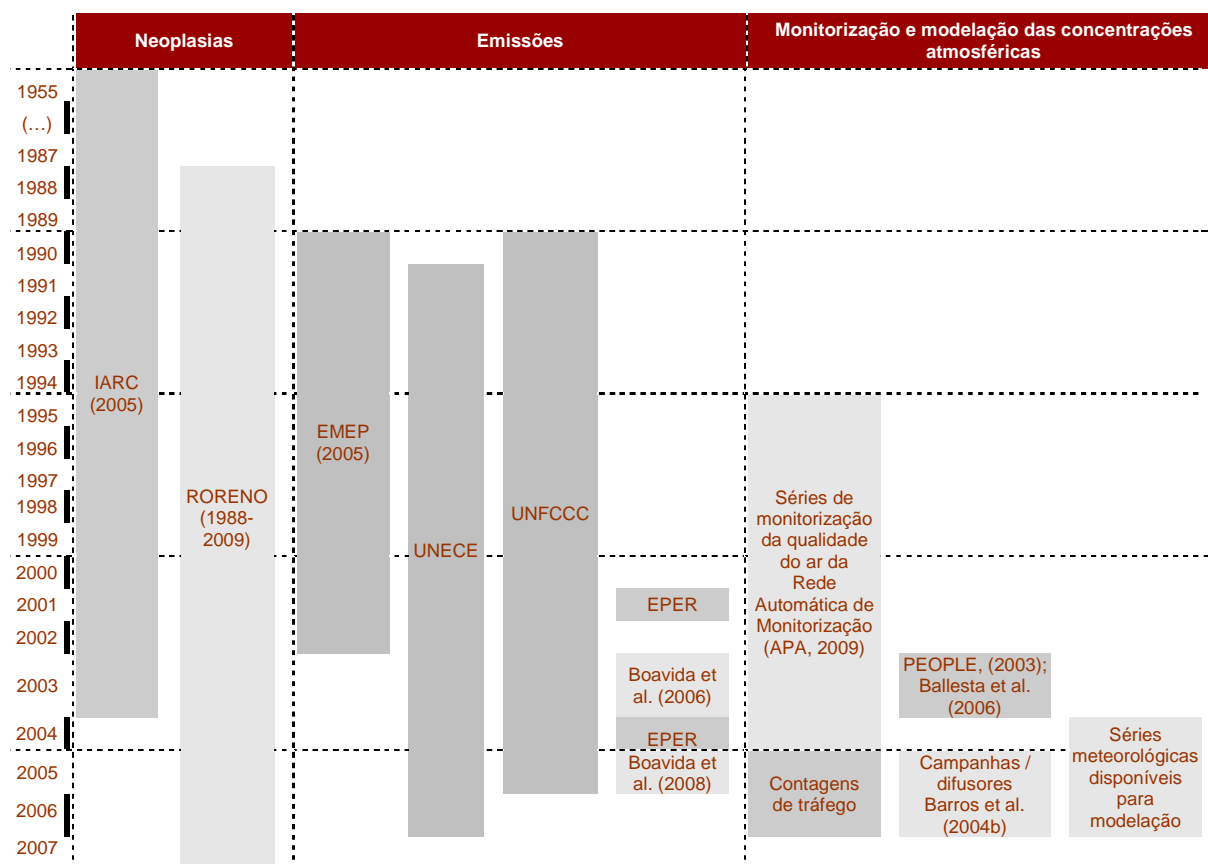 Neoplasias
Emissões
Monitorização e modelação das concentrações
atmosféricas
1955
(...)
1987
1988
1989
1990
1991
1992
1993
1994
1995
1996
1997
1998
1999
2000
2001
2002
2003
2004
2005
2006
2007
IARC
(2005)
RORENO
(1988-
2009)
EMEP
(2005)
UNECE
UNFCCC
EPER
Boavida et
al. (2006)
EPER
Boavida et
al. (2008)
Séries de
monitorização
da qualidade
do ar da
Rede
Automática de
Monitorização
(APA, 2009)
Contagens
de tráfego
PEOPLE, (2003);
Ballesta et al.
(2006)
Campanhas /
difusores
Barros et al.
(2004b)
Séries
meteorológicas
disponíveis
para
modelação